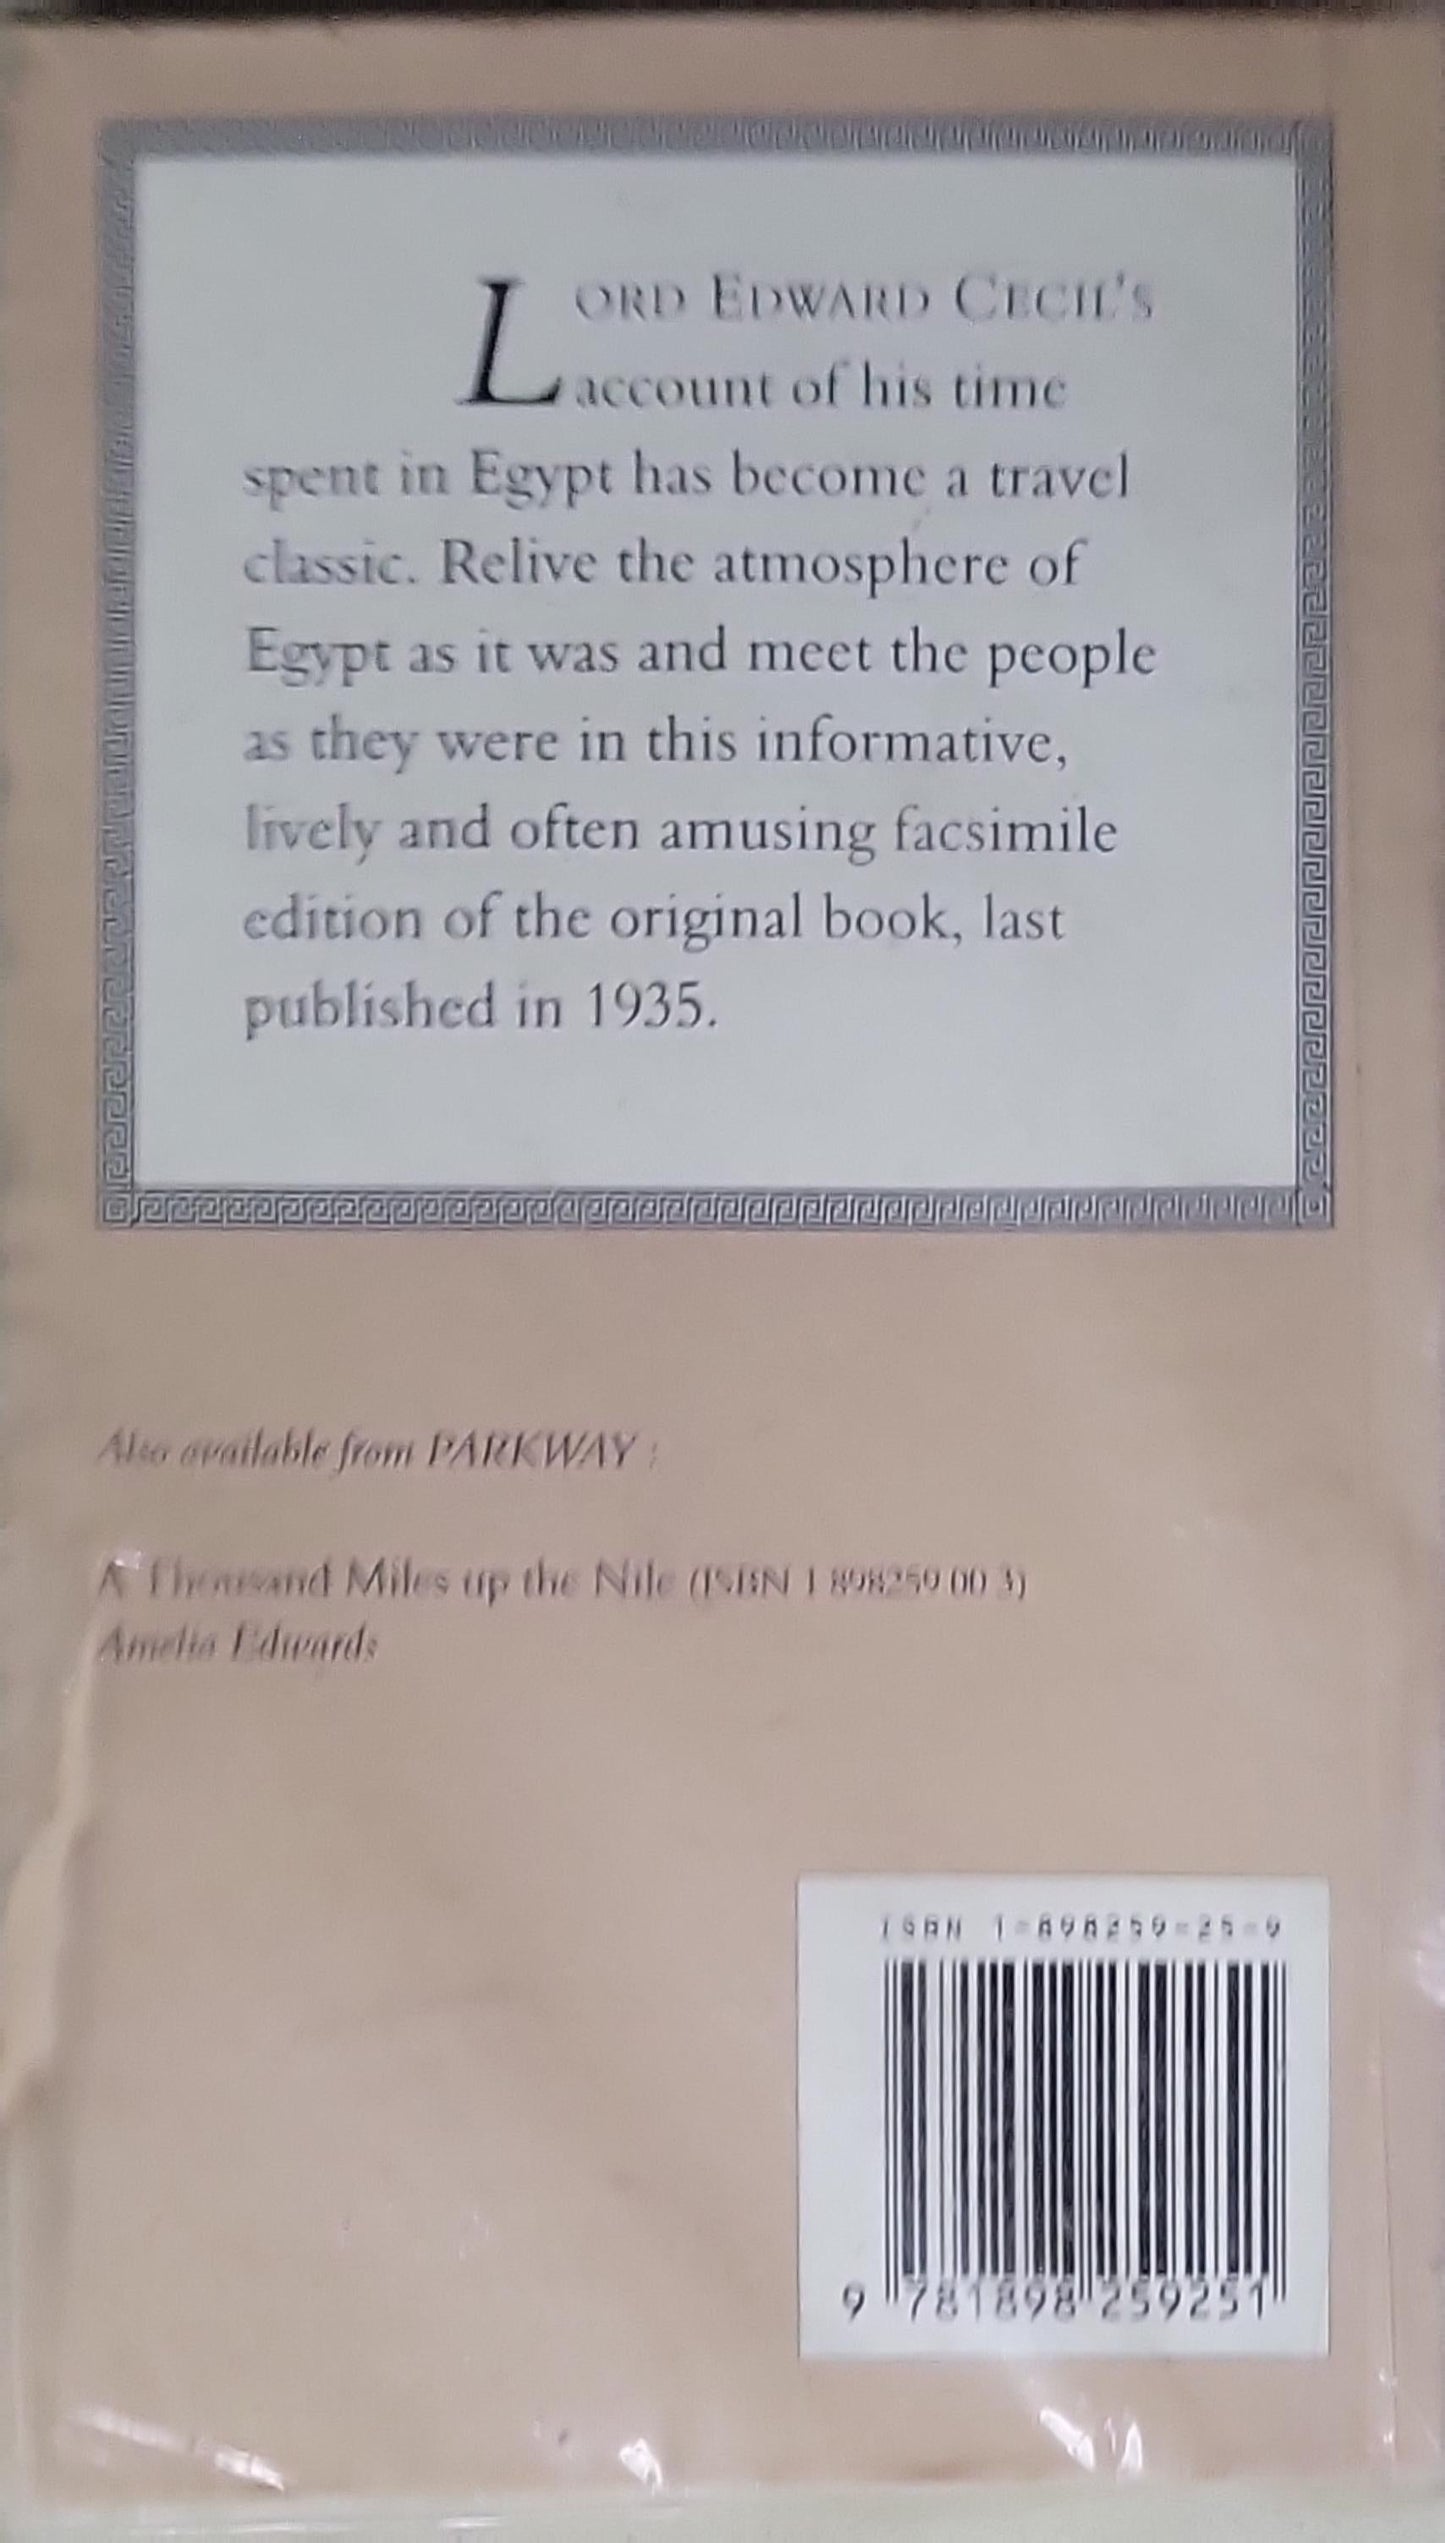 LORD EDWARD CECIL'S
account of his time
spent in Egypt has become a travel
classic. Relive the atmosphere of
Egypt as it was and meet the people
as they were in this informative,
lively and often amusing facsimile
edition of the original book, last
published in 1935.
Also available from PARKWAY :
A Thousand Miles up the Nile (ISBN 1 898259 00 3)
Amelia Edwards
ISBN 1-898259-25-9
9 781898 259251